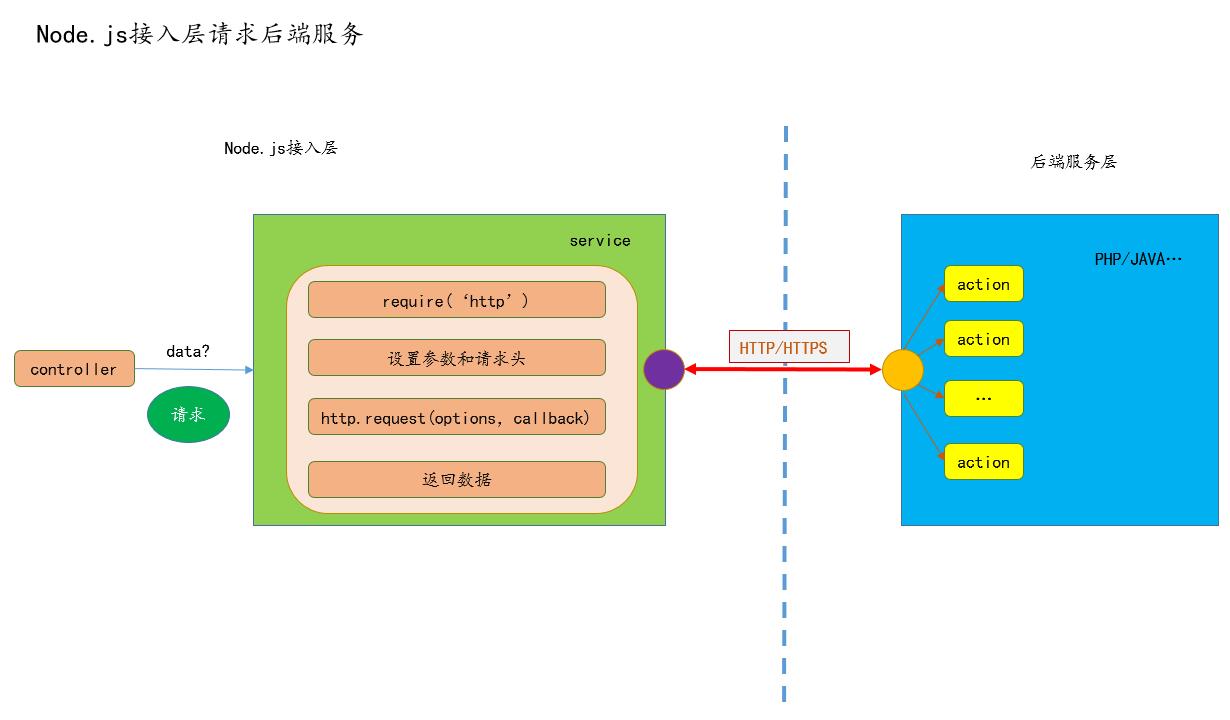 Node.js接入层请求后端服务
Node.js接入层
后端服务层
service
PHP/JAVA…
require(‘http’)
action
设置参数和请求头
action
data?
HTTP/HTTPS
controller
请求
http.request(options, callback)
…
返回数据
action